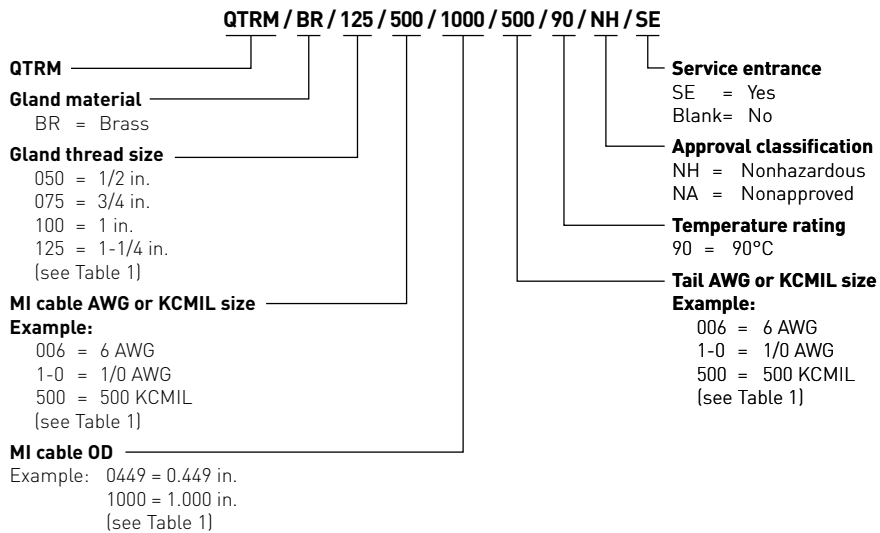 QTRM / BR / 125 / 500 / 1000 / 500 / 90 / NH / SE
QTRM
Gland material
BR = Brass
Gland thread size
050 = 1/2 in.
075 = 3/4 in.
100 = 1 in.
125 = 1-1/4 in.
(see Table 1)
MI cable AWG or KCMIL size
Example:
006 = 6 AWG
1-0 = 1/0 AWG
500 = 500 KCMIL
(see Table 1)
MI cable OD
Example: 0449 = 0.449 in.
1000 = 1.000 in.
(see Table 1)
Service entrance
SE = Yes
Blank= No
Approval classification
NH = Nonhazardous
NA = Nonapproved
Temperature rating
90 = 90°C
Tail AWG or KCMIL size
Example:
006 = 6 AWG
1-0 = 1/0 AWG
500 = 500 KCMIL
(see Table 1)